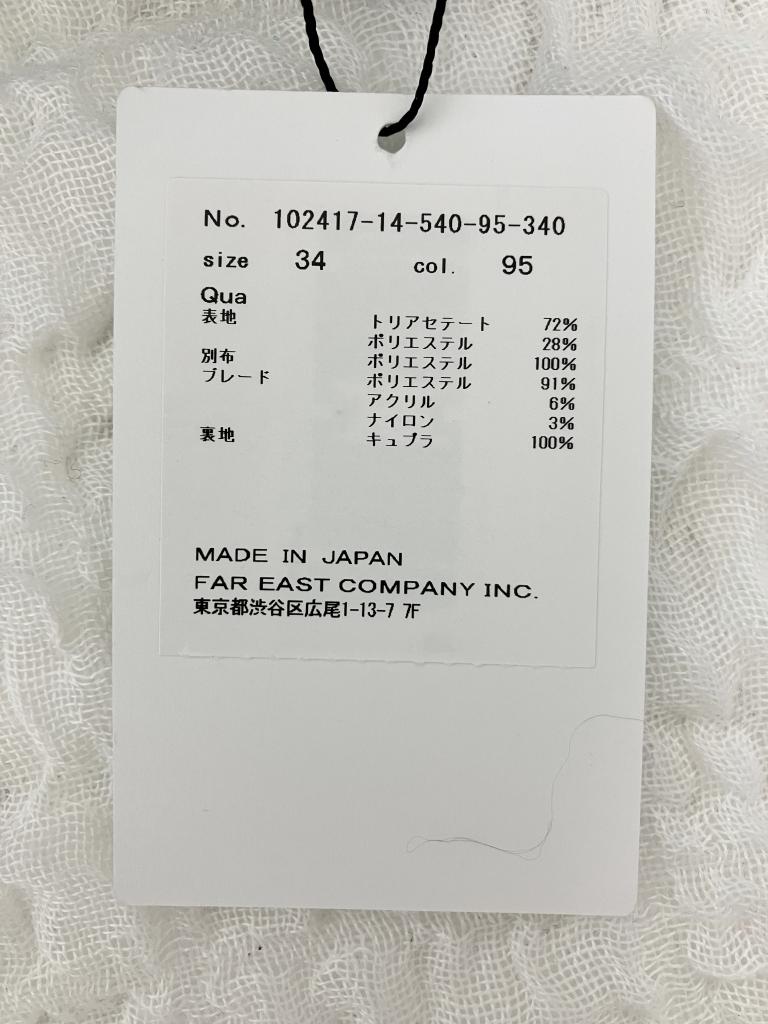 No. 102417-14-540-95-340
size 34 col. 95
Qua
表地 トリアセテート 72%
ポリエステル 28%
別布 ポリエステル 100%
ブレード ポリエステル 91%
アクリル 6%
ナイロン 3%
裏地 キュプラ 100%
MADE IN JAPAN
FAR EAST COMPANY INC.
東京都渋谷区広尾1-13-7 7F